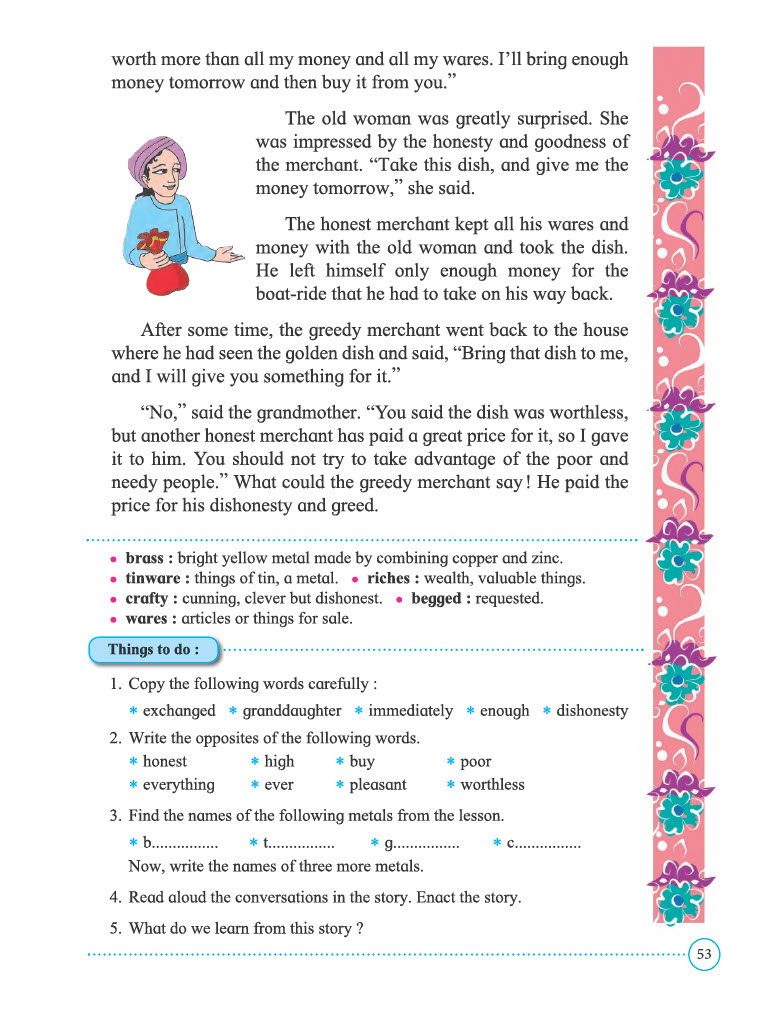 worth more than all my money and all my wares. I’ll bring enough
money tomorrow and then buy it from you.”
The old woman was greatly surprised. She
was impressed by the honesty and goodness of
the merchant. “Take this dish, and give me the
money tomorrow,” she said.
The honest merchant kept all his wares and
money with the old woman and took the dish.
He left himself only enough money for the
boat-ride that he had to take on his way back.
After some time, the greedy merchant went back to the house
where he had seen the golden dish and said, “Bring that dish to me,
and I will give you something for it.”
“No,” said the grandmother. “You said the dish was worthless,
but another honest merchant has paid a great price for it, so I gave
it to him. You should not try to take advantage of the poor and
needy people.” What could the greedy merchant say ! He paid the
price for his dishonesty and greed.
• brass : bright yellow metal made by combining copper and zinc.
• tinware : things of tin, a metal. • riches : wealth, valuable things.
• crafty : cunning, clever but dishonest. • begged : requested.
• wares : articles or things for sale.
Things to do :
1. Copy the following words carefully :
* exchanged * granddaughter * immediately * enough * dishonesty
2. Write the opposites of the following words.
* honest * high * buy * poor
* everything * ever * pleasant * worthless
3. Find the names of the following metals from the lesson.
* b................ * t................ * g................ * c................
Now, write the names of three more metals.
4. Read aloud the conversations in the story. Enact the story.
5. What do we learn from this story ?
53